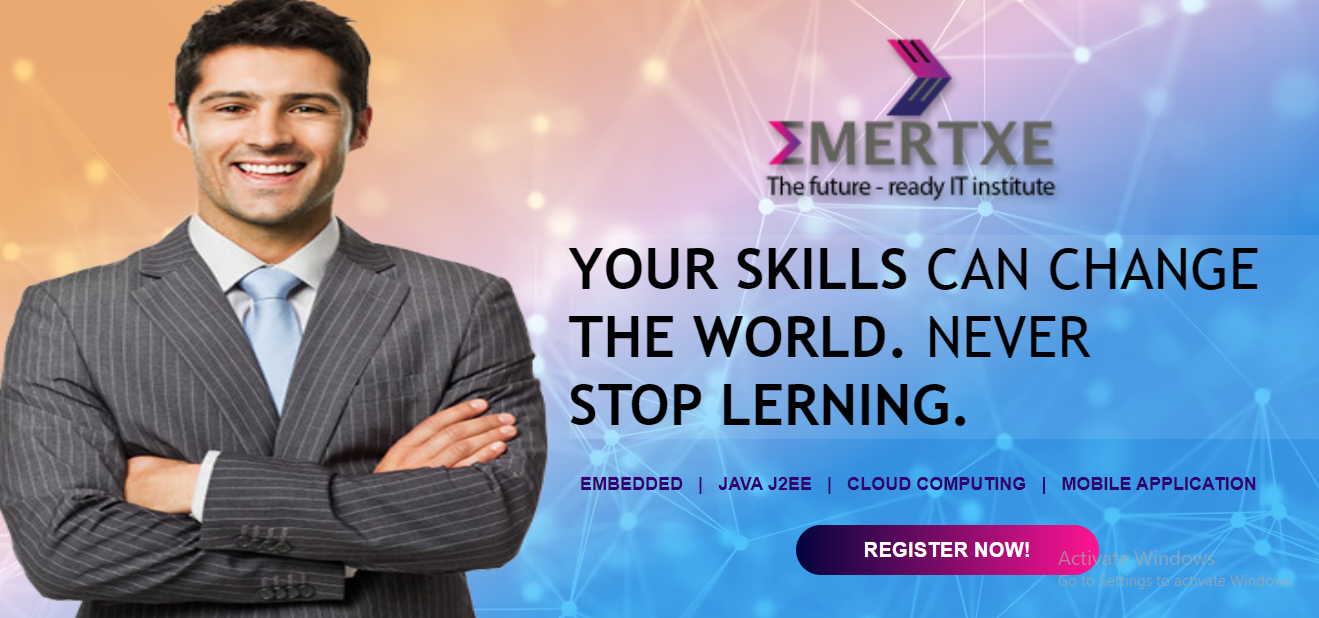 EMERTXE
The future - ready IT institute
YOUR SKILLS CAN CHANGE
THE WORLD. NEVER
STOP LERNING.
EMBEDDED | JAVA J2EE | CLOUD COMPUTING | MOBILE APPLICATION
REGISTER NOW!
Activate Windows
Go to Settings to activate Windows.